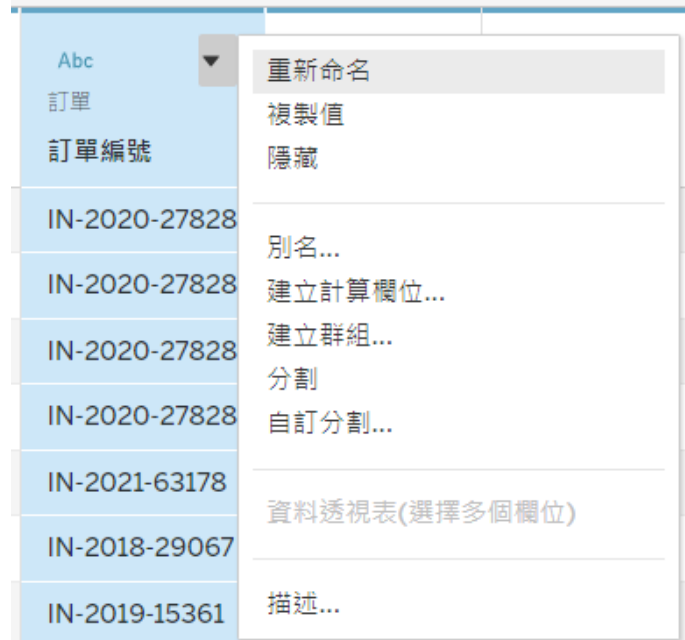 Abc
訂單
訂單編號
IN-2020-27828
IN-2020-27828
IN-2020-27828
IN-2020-27828
IN-2021-63178
IN-2018-29067
IN-2019-15361
重新命名
複製值
隱藏
別名...
建立計算欄位...
建立群組...
分割
自訂分割...
資料透視表(選擇多個欄位)
描述...